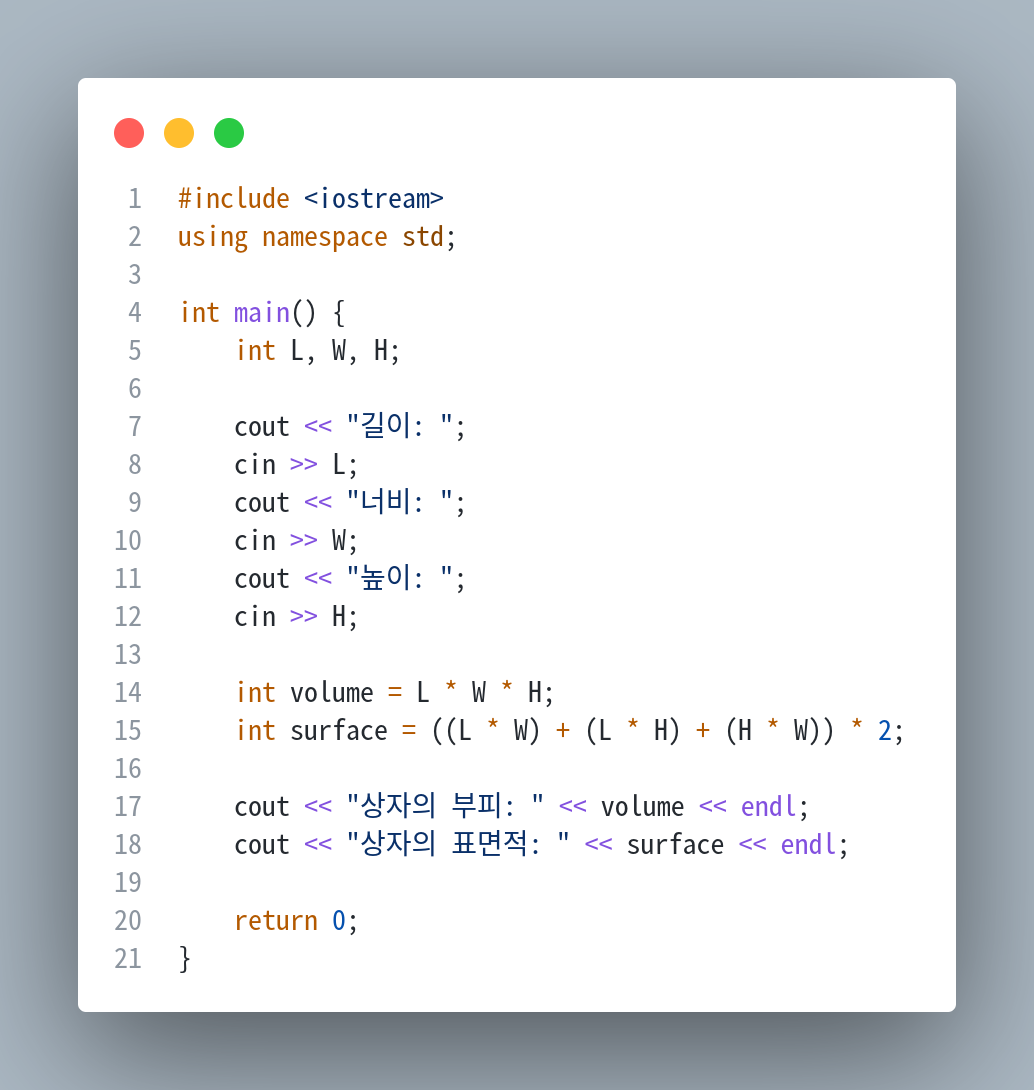 1 #include <iostream>
2 using namespace std;
3
4 int main() {
5     int L, W, H;
6
7     cout << "길이: ";
8     cin >> L;
9     cout << "너비: ";
10     cin >> W;
11     cout << "높이: ";
12     cin >> H;
13
14     int volume = L * W * H;
15     int surface = ((L * W) + (L * H) + (H * W)) * 2;
16
17     cout << "상자의 부피: " << volume << endl;
18     cout << "상자의 표면적: " << surface << endl;
19
20     return 0;
21 }